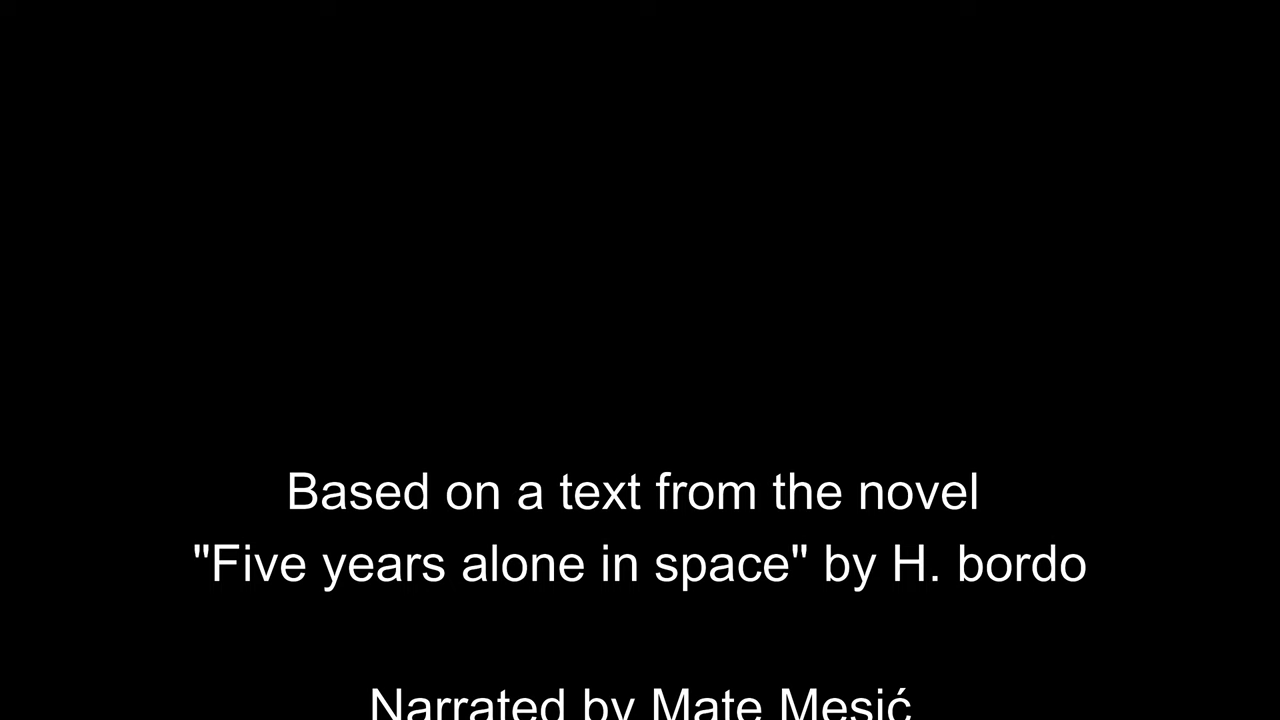 Based on a text from the novel
"Five years alone in space" by H. bordo
Narrated by Mate Mesić